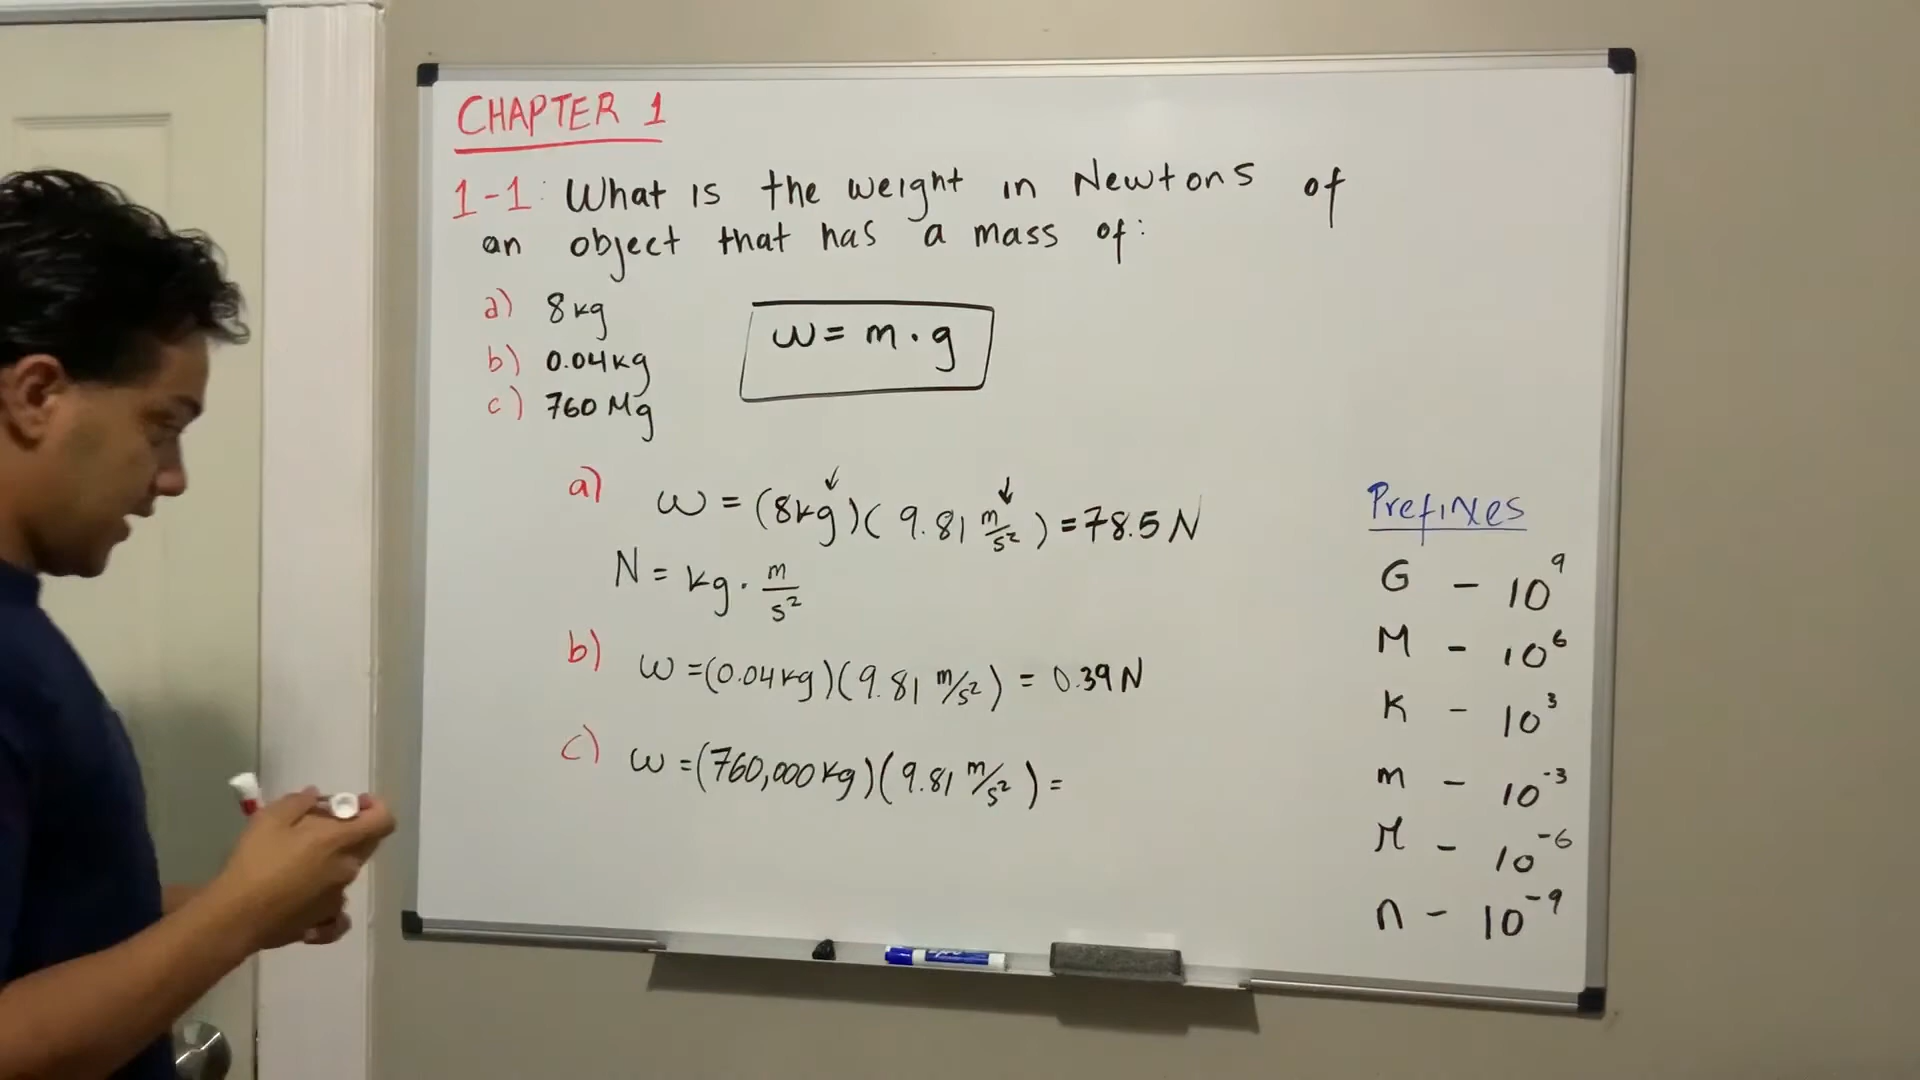 CHAPTER 1
1-1: What is the weight in Newtons of
an object that has a mass of:
a) 8kg
b) 0.04kg
c) 760 Mg
w = m · g
a) w = (8kg)(9.81 m/s²) = 78.5 N
N = kg · m/s²
b) w = (0.04kg)(9.81 m/s²) = 0.39 N
c) w = (760,000 kg)(9.81 m/s²) =
Prefixes
G - 10⁹
M - 10⁶
K - 10³
m - 10⁻³
μ - 10⁻⁶
n - 10⁻⁹